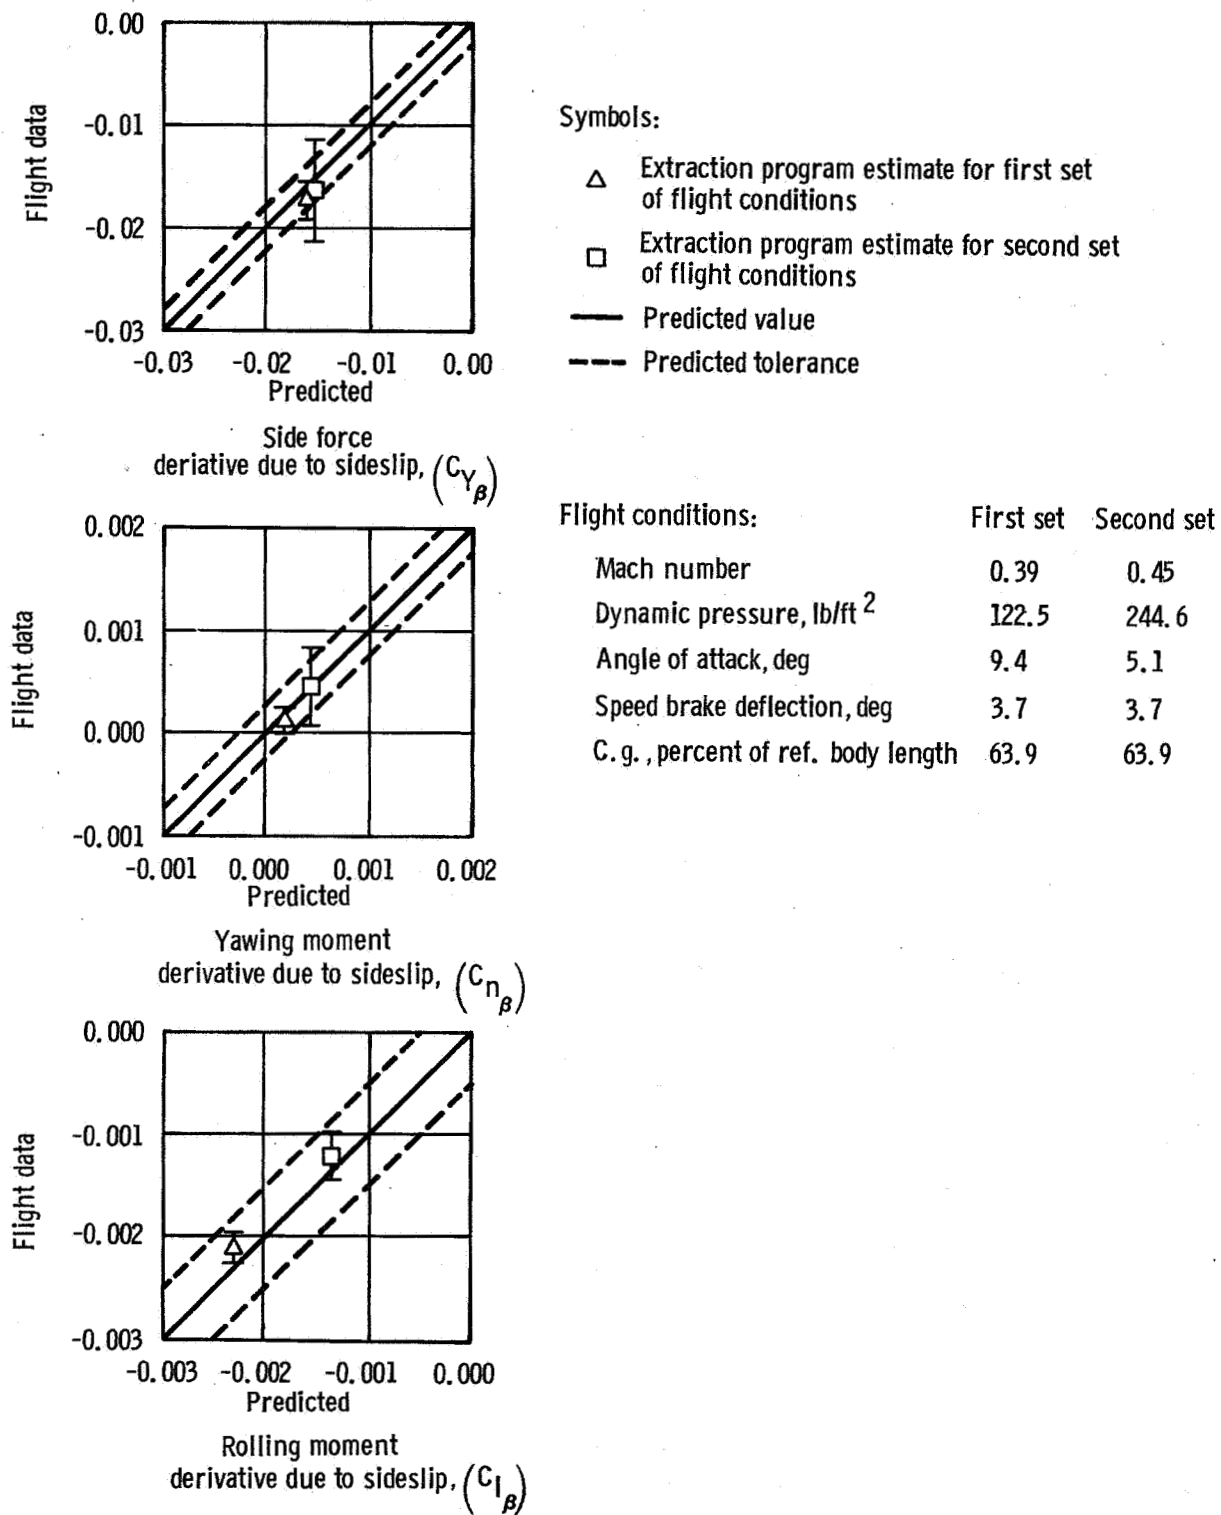 0.00
-0.01
-0.02
-0.03
Flight data
-0.03 -0.02 -0.01 0.00
Predicted
Side force
deriative due to sideslip, (CYβ)
Symbols:
Extraction program estimate for first set
of flight conditions
Extraction program estimate for second set
of flight conditions
Predicted value
Predicted tolerance
0.002
0.001
0.000
-0.001
Flight data
-0.001 0.000 0.001 0.002
Predicted
Yawing moment
derivative due to sideslip, (Cnβ)
Flight conditions: First set Second set
Mach number 0.39 0.45
Dynamic pressure, lb/ft 2 122.5 244.6
Angle of attack, deg 9.4 5.1
Speed brake deflection, deg 3.7 3.7
C.g., percent of ref. body length 63.9 63.9
0.000
-0.001
-0.002
-0.003
Flight data
-0.003 -0.002 -0.001 0.000
Predicted
Rolling moment
derivative due to sideslip, (Clβ)